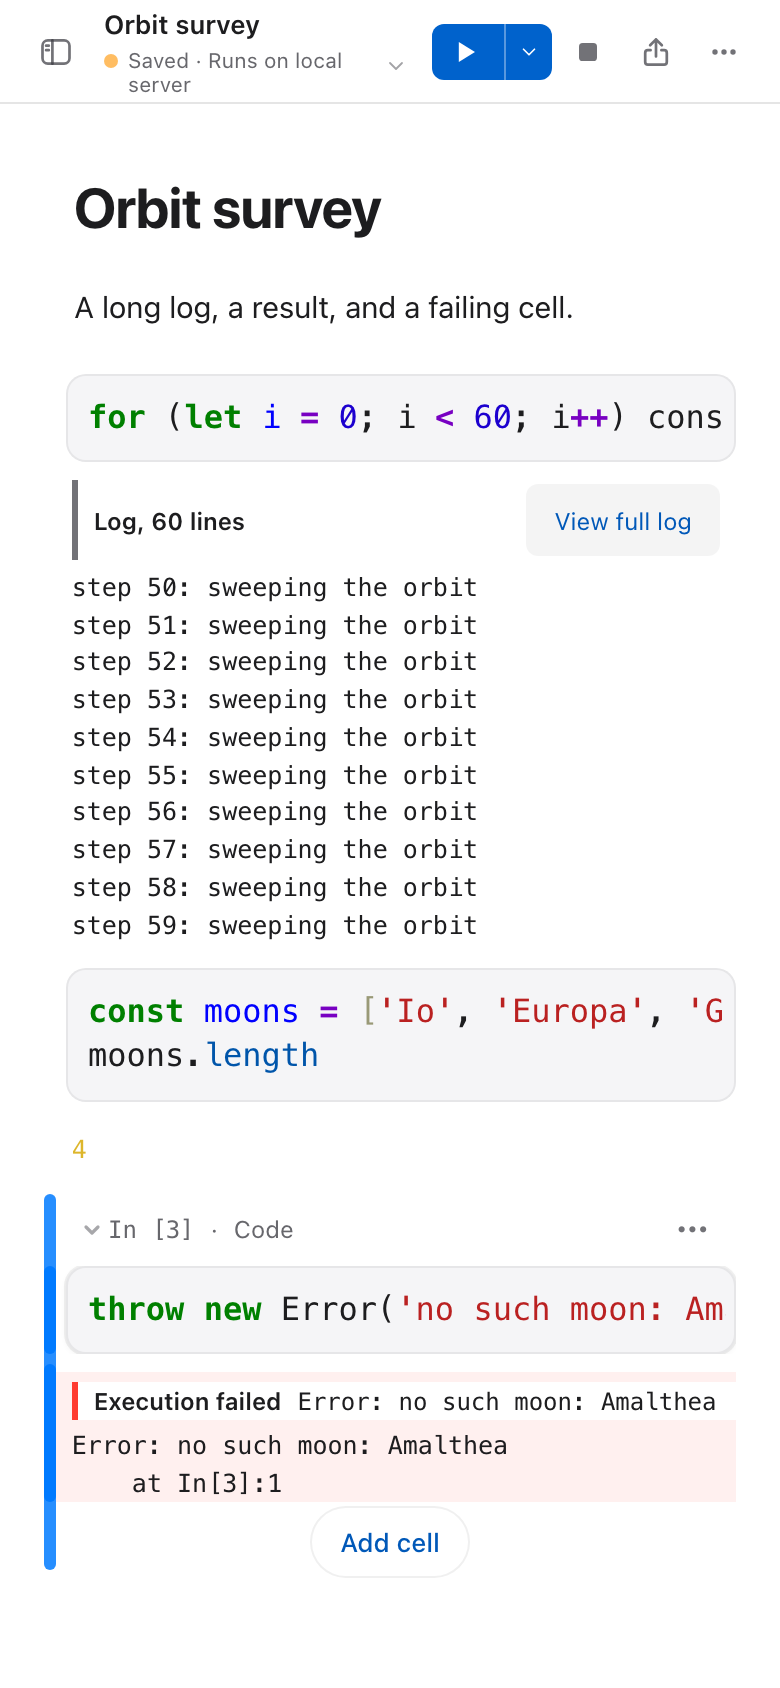 Orbit survey
Saved · Runs on local
server
Orbit survey
A long log, a result, and a failing cell.
for (let i = 0; i < 60; i++) cons
Log, 60 lines
View full log
step 50: sweeping the orbit
step 51: sweeping the orbit
step 52: sweeping the orbit
step 53: sweeping the orbit
step 54: sweeping the orbit
step 55: sweeping the orbit
step 56: sweeping the orbit
step 57: sweeping the orbit
step 58: sweeping the orbit
step 59: sweeping the orbit
const moons = ['Io', 'Europa', 'G
moons.length
4
In [3] · Code
throw new Error('no such moon: Am
Execution failed Error: no such moon: Amalthea
Error: no such moon: Amalthea
    at In[3]:1
Add cell